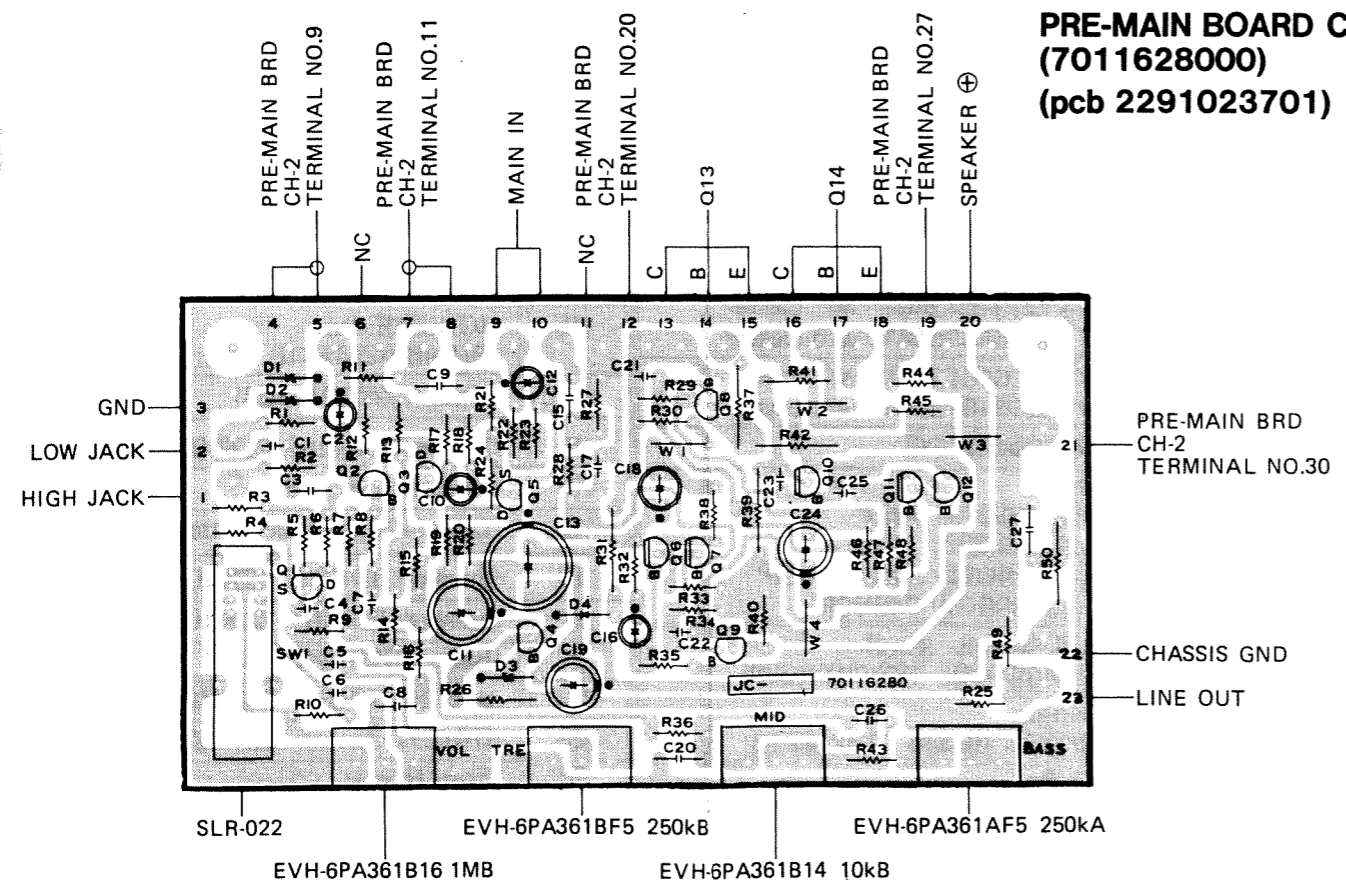 PRE-MAIN BOARD C
(7011628000)
(pcb 2291023701)
PRE-MAIN BRD
CH-2
TERMINAL NO.9
NC
PRE-MAIN BRD
CH-2
TERMINAL NO.11
MAIN IN
NC
PRE-MAIN BRD
CH-2
TERMINAL NO.20
Q13
C B E
Q14
C B E
PRE-MAIN BRD
CH-2
TERMINAL NO.27
SPEAKER ⊕
4 5 6 7 8 9 10 11 12 13 14 15 16 17 18 19 20
GND 3
LOW JACK 2
HIGH JACK 1
21 PRE-MAIN BRD
CH-2
TERMINAL NO.30
22 CHASSIS GND
23 LINE OUT
D1 R11 C9 C12 C21 R29 R41 R44
D2 R21 C15 R27 R30 Q8 B R37 W2 R45
R1 C2 R12 R13 R17 R18 R22 R23 W1 R42 W3
C1 R2 Q2 B Q3 D R24 R28 C17 C18 C23 Q10 B C25
C3 C10 D S Q5 Q11 B B Q12
R3 R38 R39 C24 C27
R4 R5 R6 R7 R8 R19 R20 C13 R31 R32 B Q6 B Q7 R46 R47 R48 R50
Q1 S D R15 R33
C4 C7 D4 R34 R40
R9 R14 C11 Q4 B C16 C22 Q9 B W4 R49
SW1 C5 R16 C19 R35
C6 D3 JC- 70116280 R25
R10 C8 R26 R36 MID C26
VOL TRE C20 R43 BASS
SLR-022
EVH-6PA361BF5 250kB
EVH-6PA361AF5 250kA
EVH-6PA361B16 1MB
EVH-6PA361B14 10kB